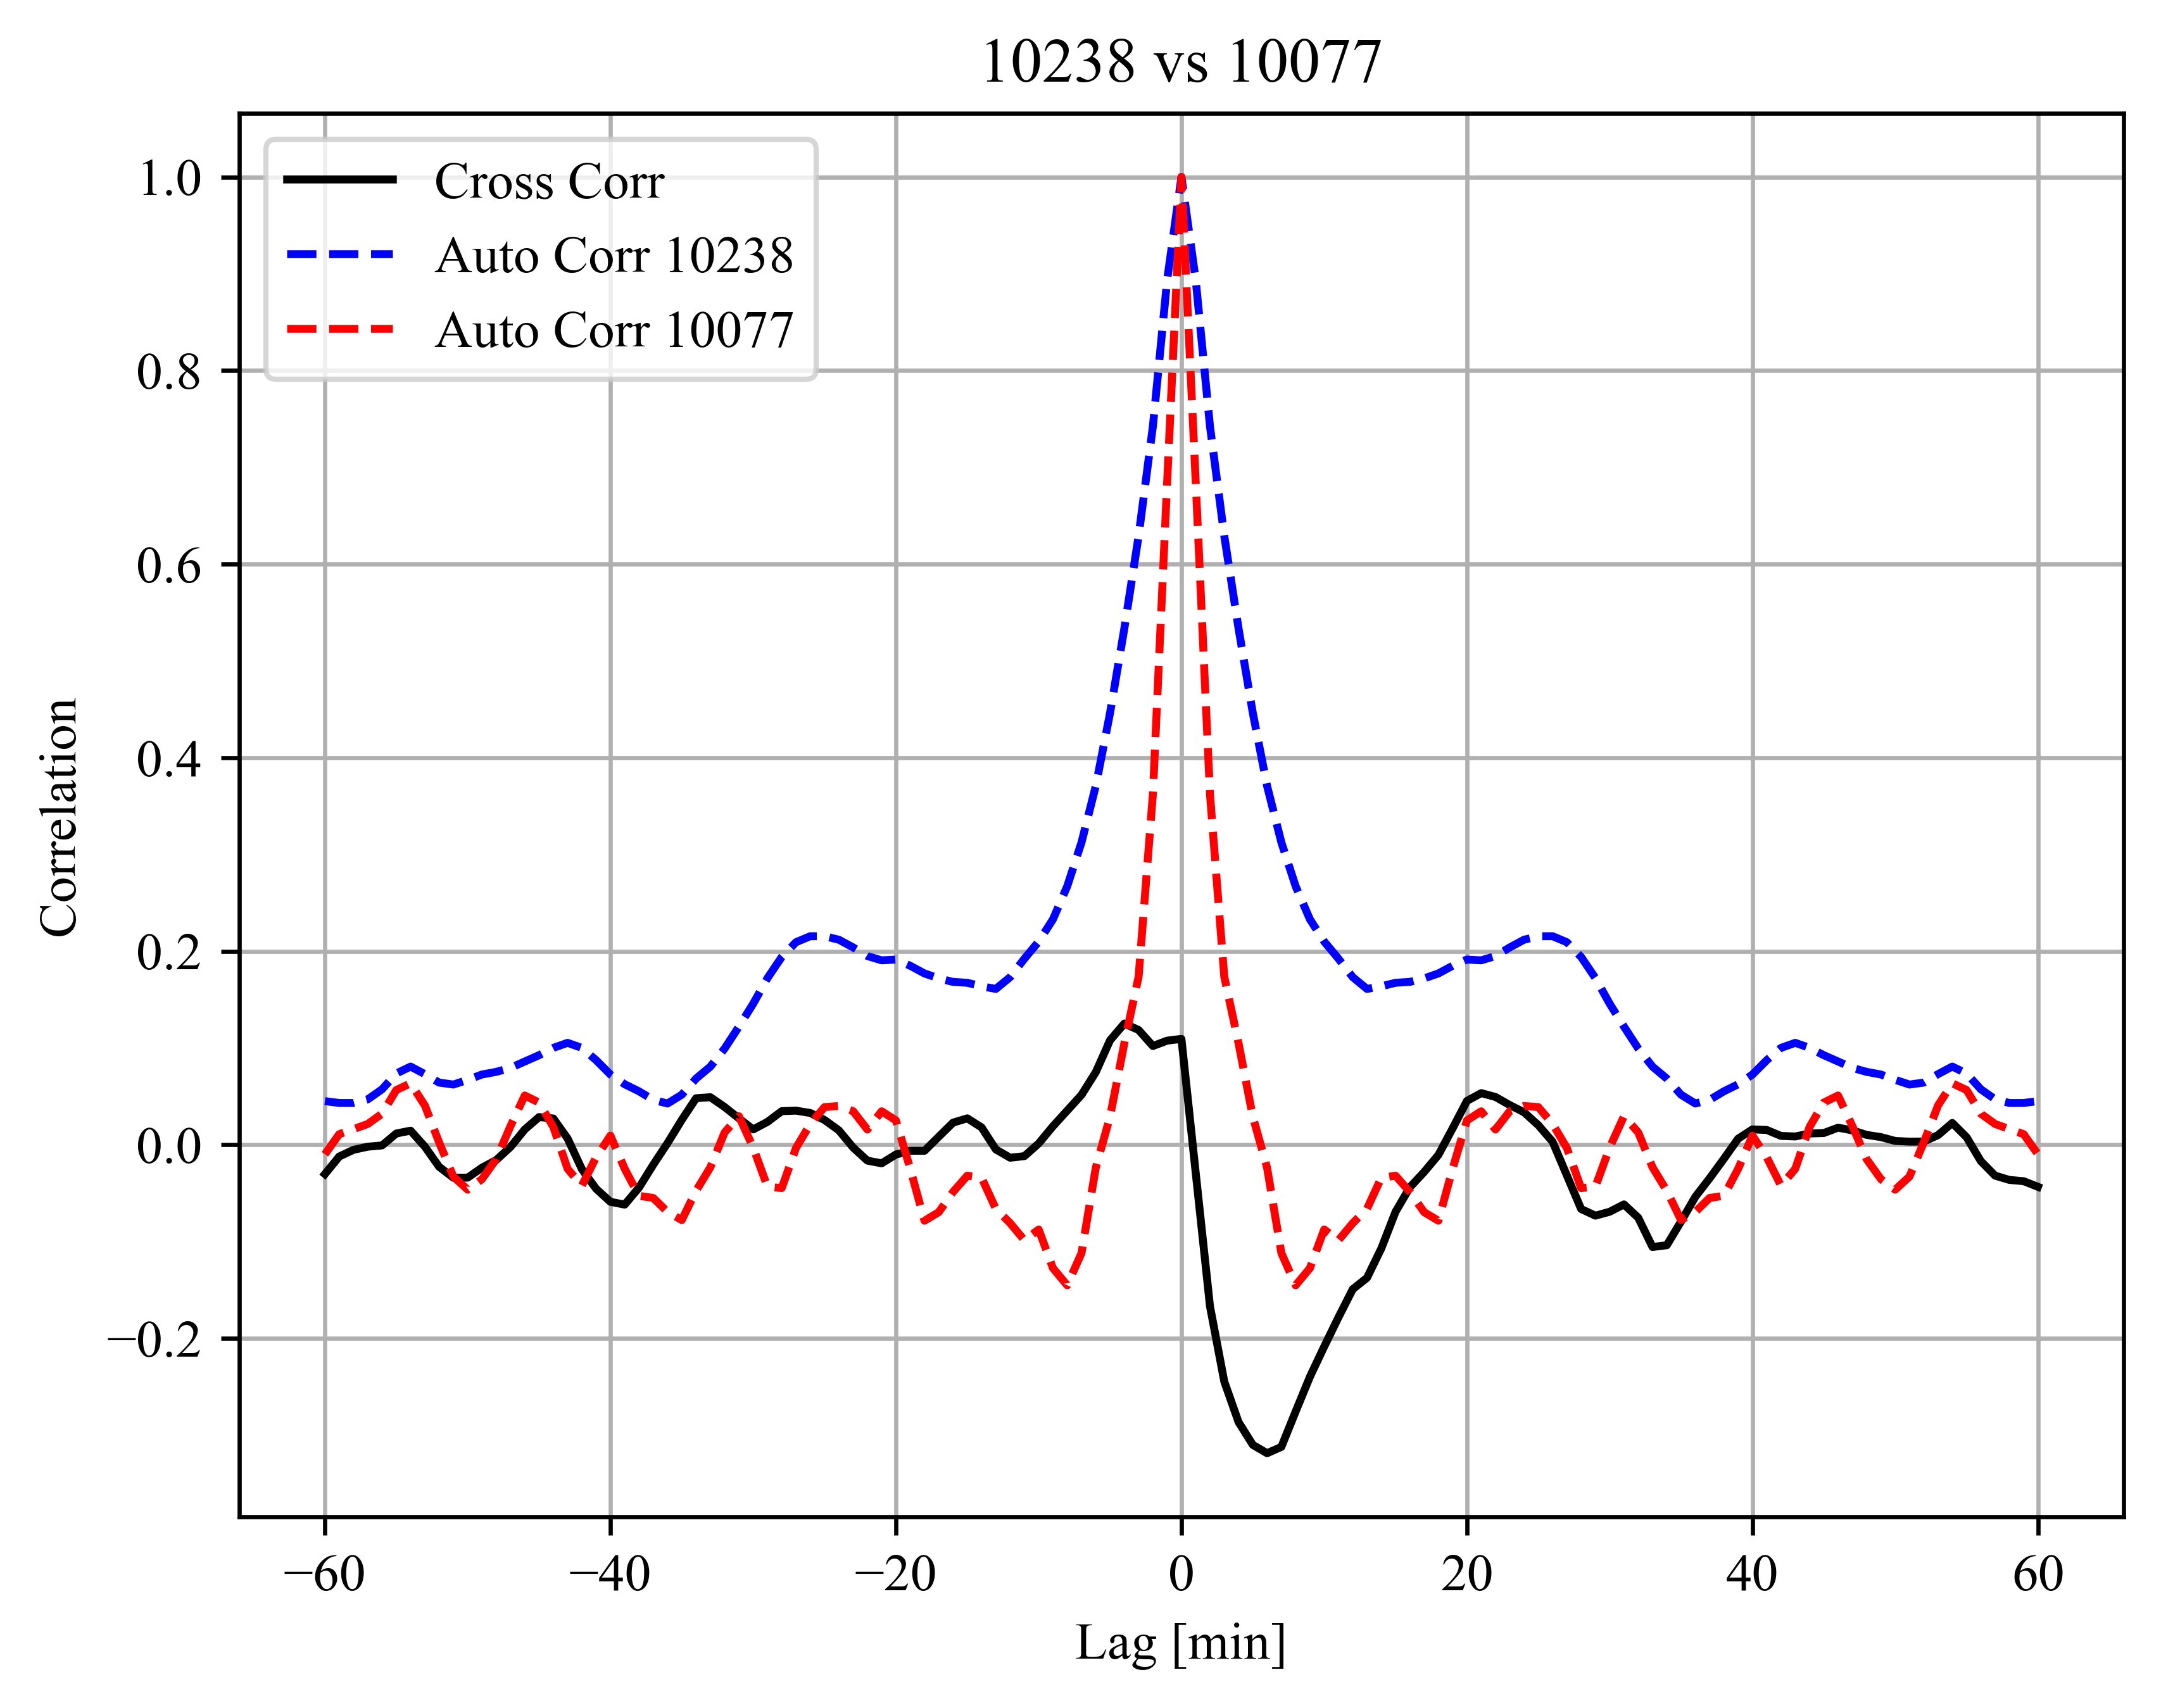 10238 vs 10077
Cross Corr
Auto Corr 10238
Auto Corr 10077
1.0
0.8
0.6
0.4
0.2
0.0
−0.2
Correlation
−60
−40
−20
0
20
40
60
Lag [min]